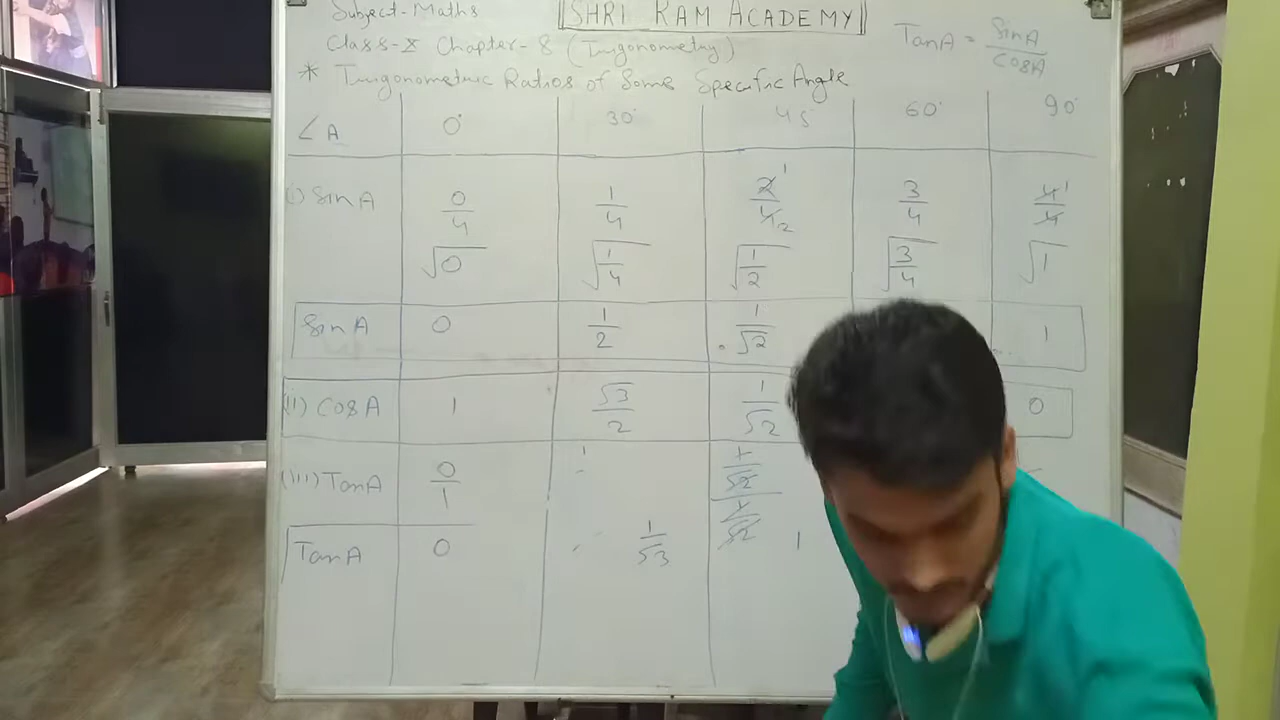 Subject-Maths
SHRI RAM ACADEMY
Class-X Chapter-8 (Trigonometry)
TanA = SinA/CosA
* Trigonometric Ratios of Some Specific Angle
∠A 0° 30° 45° 60° 90°
(i) SinA 0/4 1/4 2/4 1 2 3/4 4/4 1
√0 √1/4 √1/2 √3/4 √1
SinA 0 1/2 1/√2 1
(ii) CosA 1 √3/2 1/√2 0
(iii) TanA 0/1 1/√2 / 1/√2
TanA 0 1/√3 1